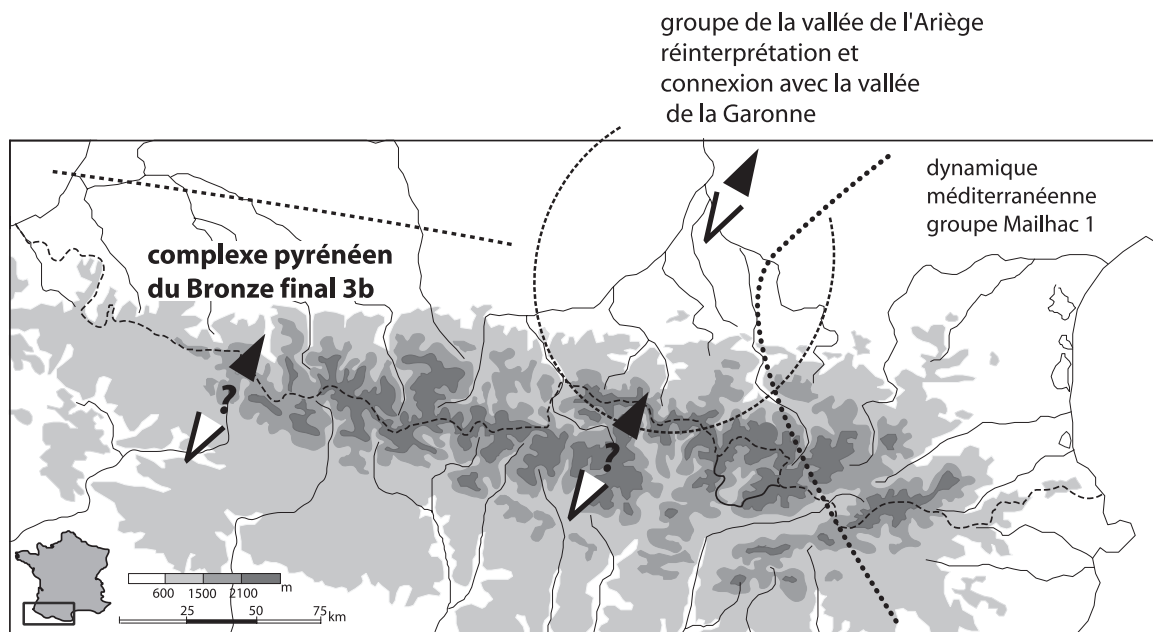 groupe de la vallée de l'Ariège
réinterprétation et
connexion avec la vallée
de la Garonne
dynamique
méditerranéenne
groupe Mailhac 1
complexe pyrénéen
du Bronze final 3b
?
?
600 1500 2100 m
25 50 75 km